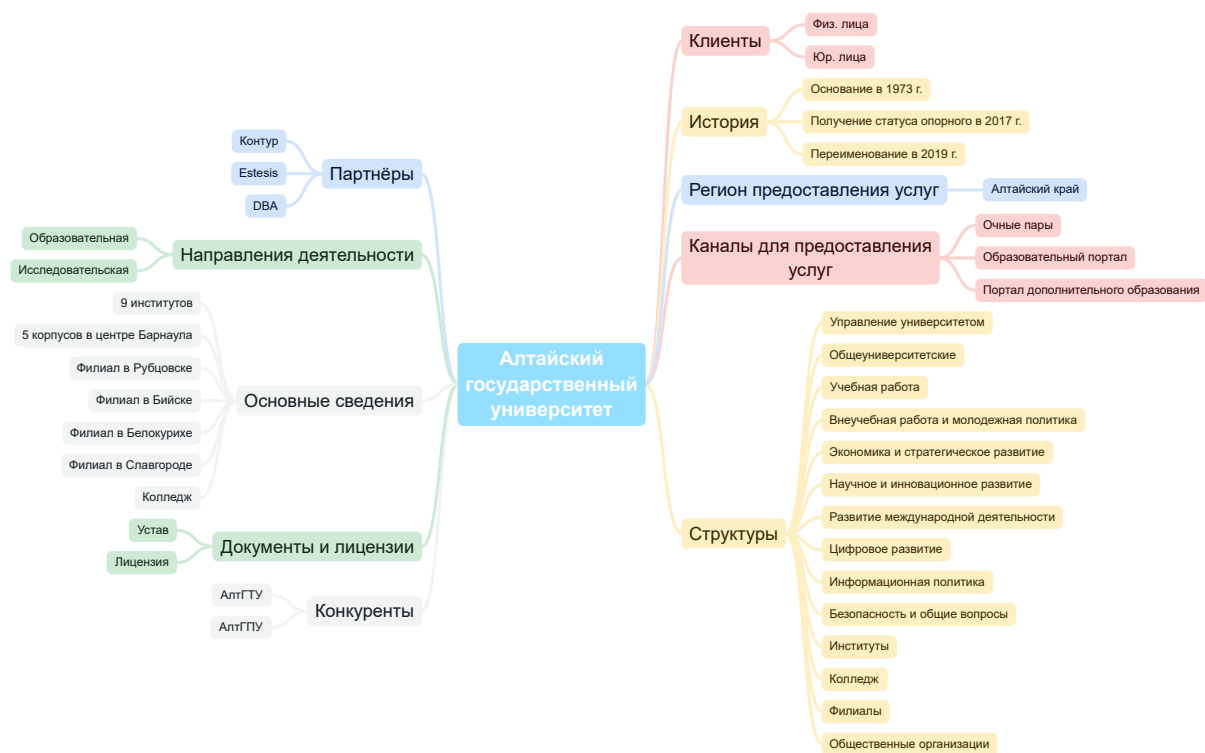 Алтайский
государственный
университет
Партнёры
Контур
Estesis
DBA
Направления деятельности
Образовательная
Исследовательская
Основные сведения
9 институтов
5 корпусов в центре Барнаула
Филиал в Рубцовске
Филиал в Бийске
Филиал в Белокурихе
Филиал в Славгороде
Колледж
Документы и лицензии
Устав
Лицензия
Конкуренты
АлтГТУ
АлтГПУ
Клиенты
Физ. лица
Юр. лица
История
Основание в 1973 г.
Получение статуса опорного в 2017 г.
Переименование в 2019 г.
Регион предоставления услуг
Алтайский край
Каналы для предоставления
услуг
Очные пары
Образовательный портал
Портал дополнительного образования
Структуры
Управление университетом
Общеуниверситетские
Учебная работа
Внеучебная работа и молодежная политика
Экономика и стратегическое развитие
Научное и инновационное развитие
Развитие международной деятельности
Цифровое развитие
Информационная политика
Безопасность и общие вопросы
Институты
Колледж
Филиалы
Общественные организации